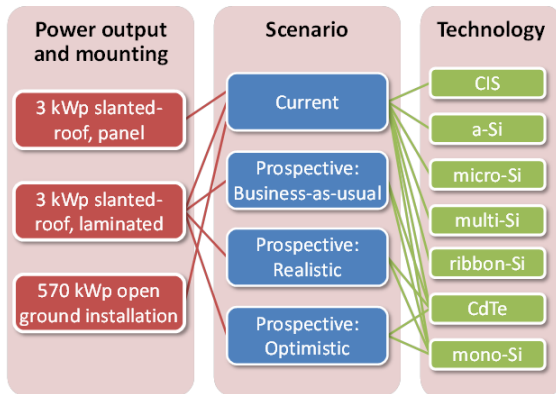 Power output
and mounting
3 kWp slanted-
roof, panel
3 kWp slanted-
roof, laminated
570 kWp open
ground installation
Scenario
Current
Prospective:
Business-as-usual
Prospective:
Realistic
Prospective:
Optimistic
Technology
CIS
a-Si
micro-Si
multi-Si
ribbon-Si
CdTe
mono-Si